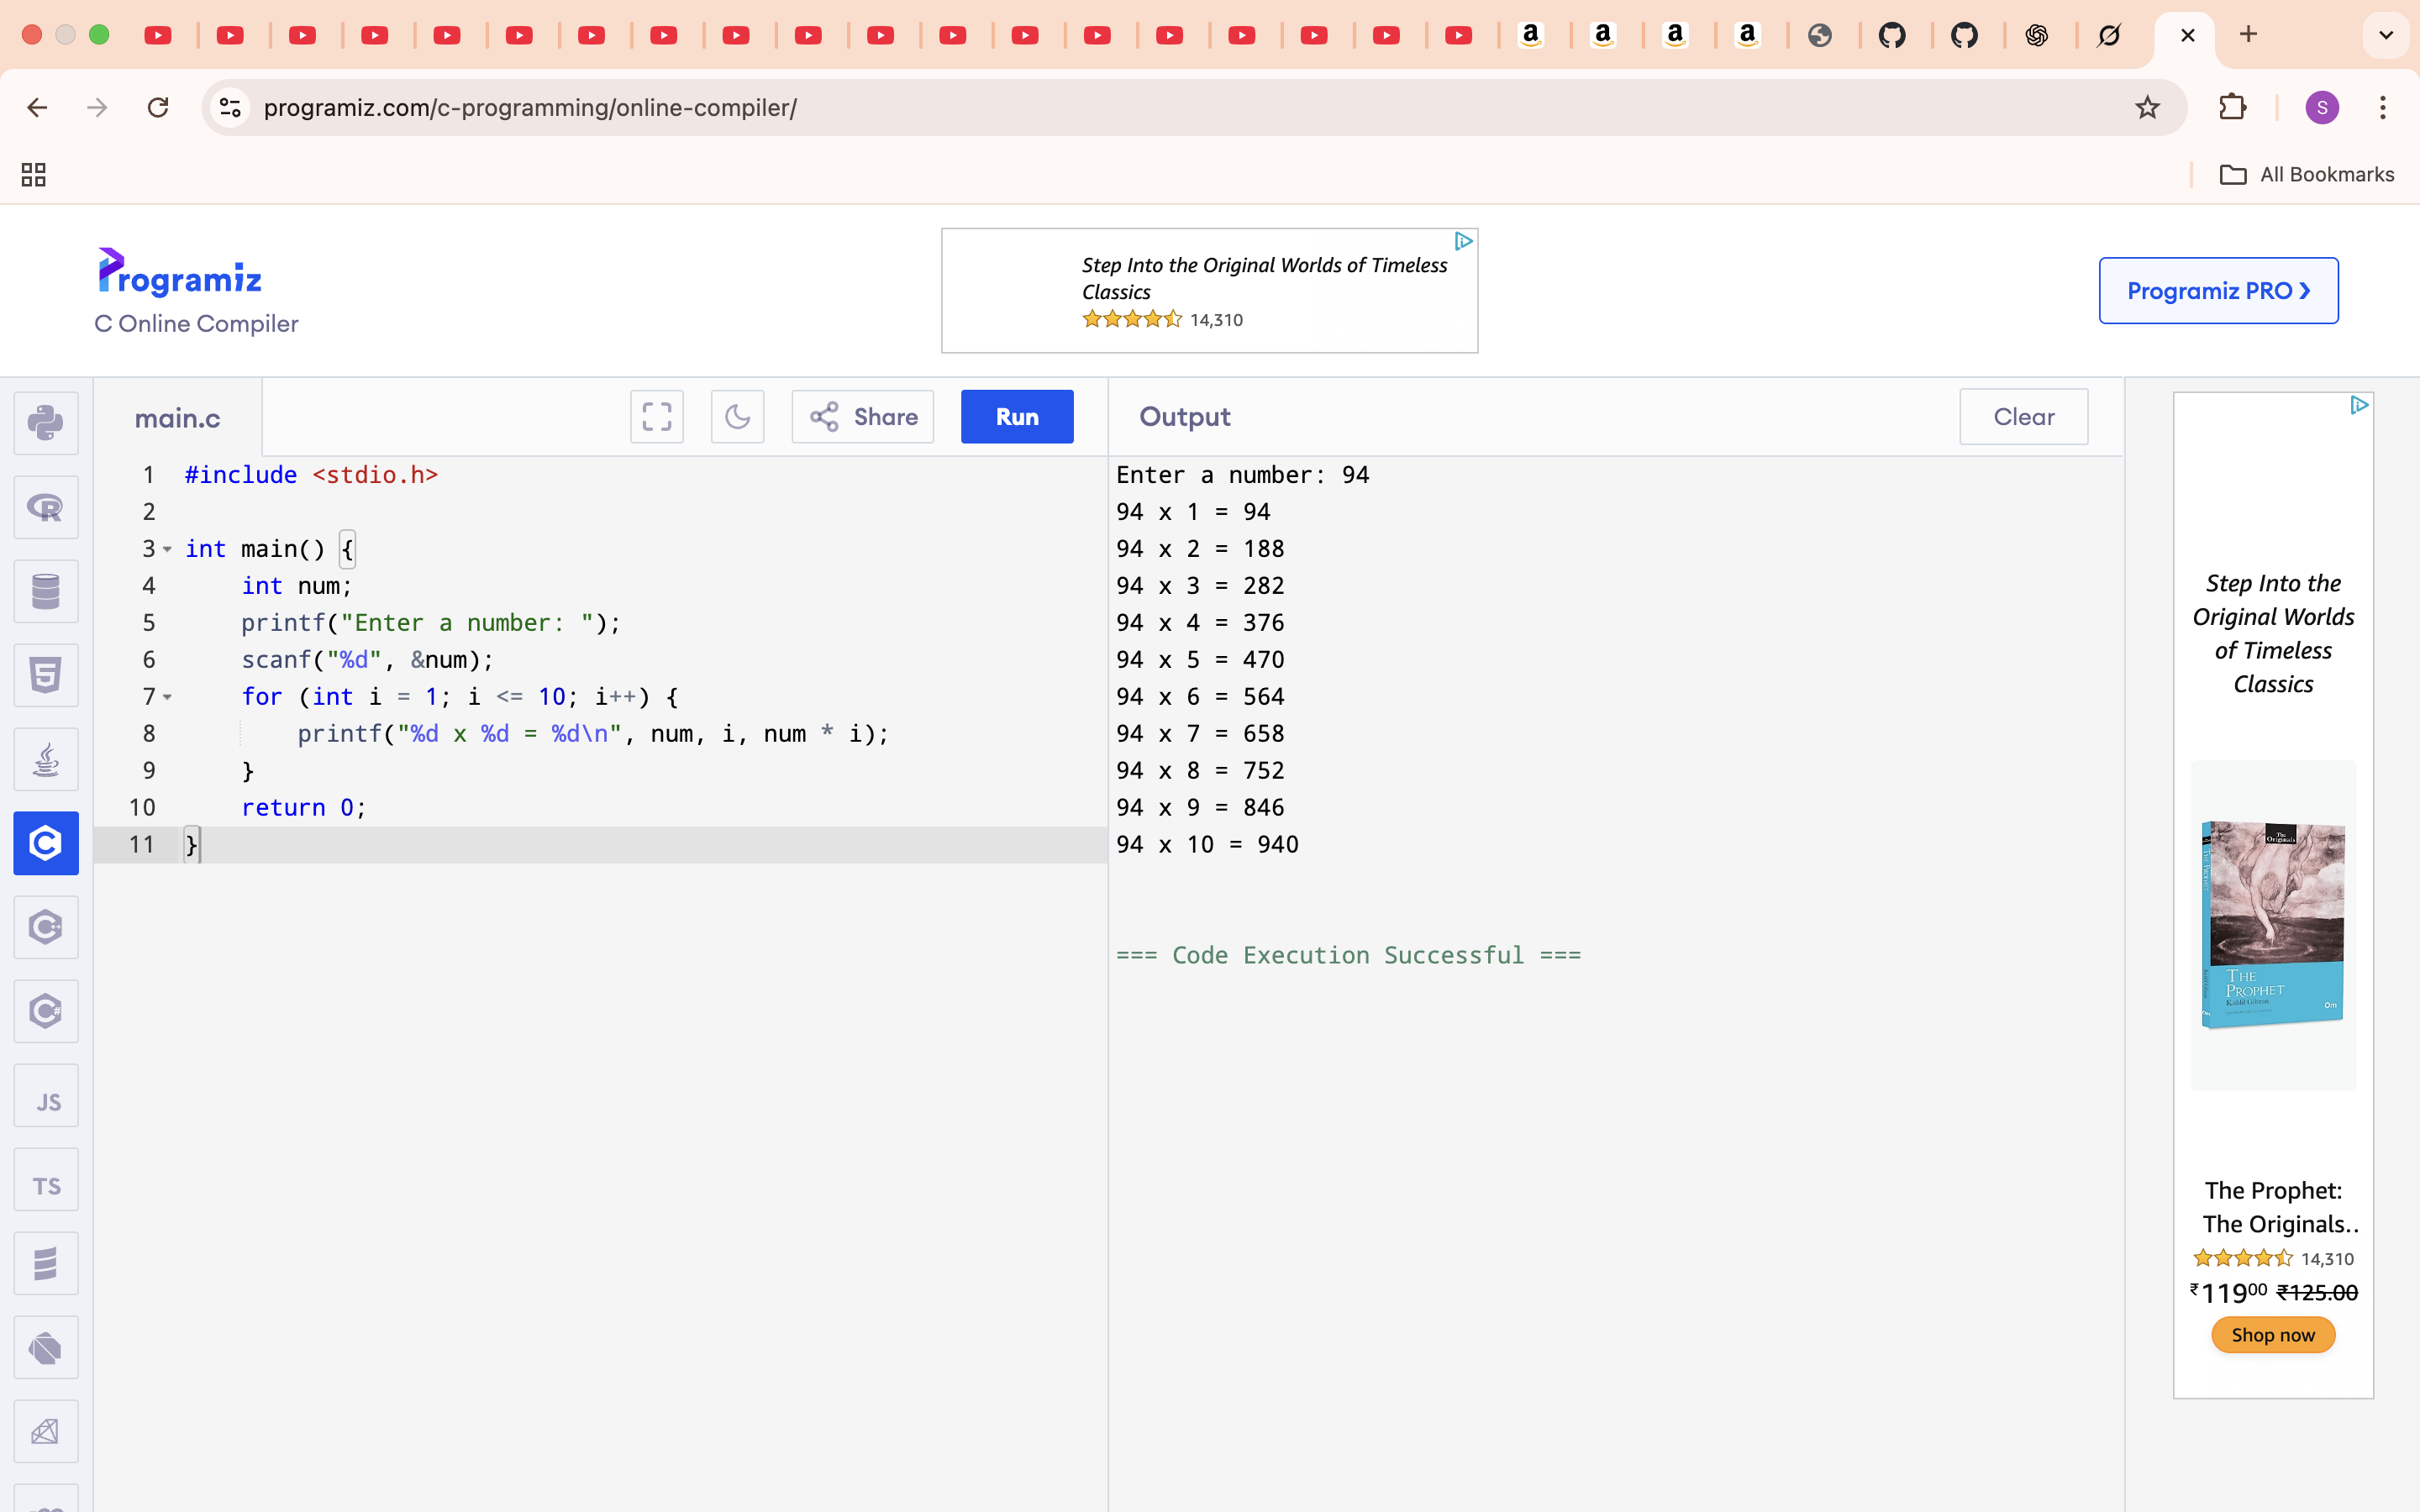 programiz.com/c-programming/online-compiler/
S
All Bookmarks
Programiz
C Online Compiler
Step Into the Original Worlds of Timeless
Classics
14,310
Programiz PRO ❯
main.c
Share
Run
Output
Clear
1 #include <stdio.h>
2
3 int main() {
4     int num;
5     printf("Enter a number: ");
6     scanf("%d", &num);
7     for (int i = 1; i <= 10; i++) {
8         printf("%d x %d = %d\n", num, i, num * i);
9     }
10     return 0;
11 }
Enter a number: 94
94 x 1 = 94
94 x 2 = 188
94 x 3 = 282
94 x 4 = 376
94 x 5 = 470
94 x 6 = 564
94 x 7 = 658
94 x 8 = 752
94 x 9 = 846
94 x 10 = 940
=== Code Execution Successful ===
JS
TS
Step Into the
Original Worlds
of Timeless
Classics
The
Originals
THE
PROPHET
Kahlil Gibran
Om
The Prophet:
The Originals..
14,310
₹11900 ₹125.00
Shop now